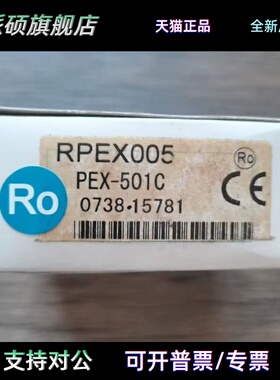 派硕旗舰店
天猫正品
RPEX005
Ro
PEX-501C
Ro
CE
0738·15781
支持对公
可开票/专票